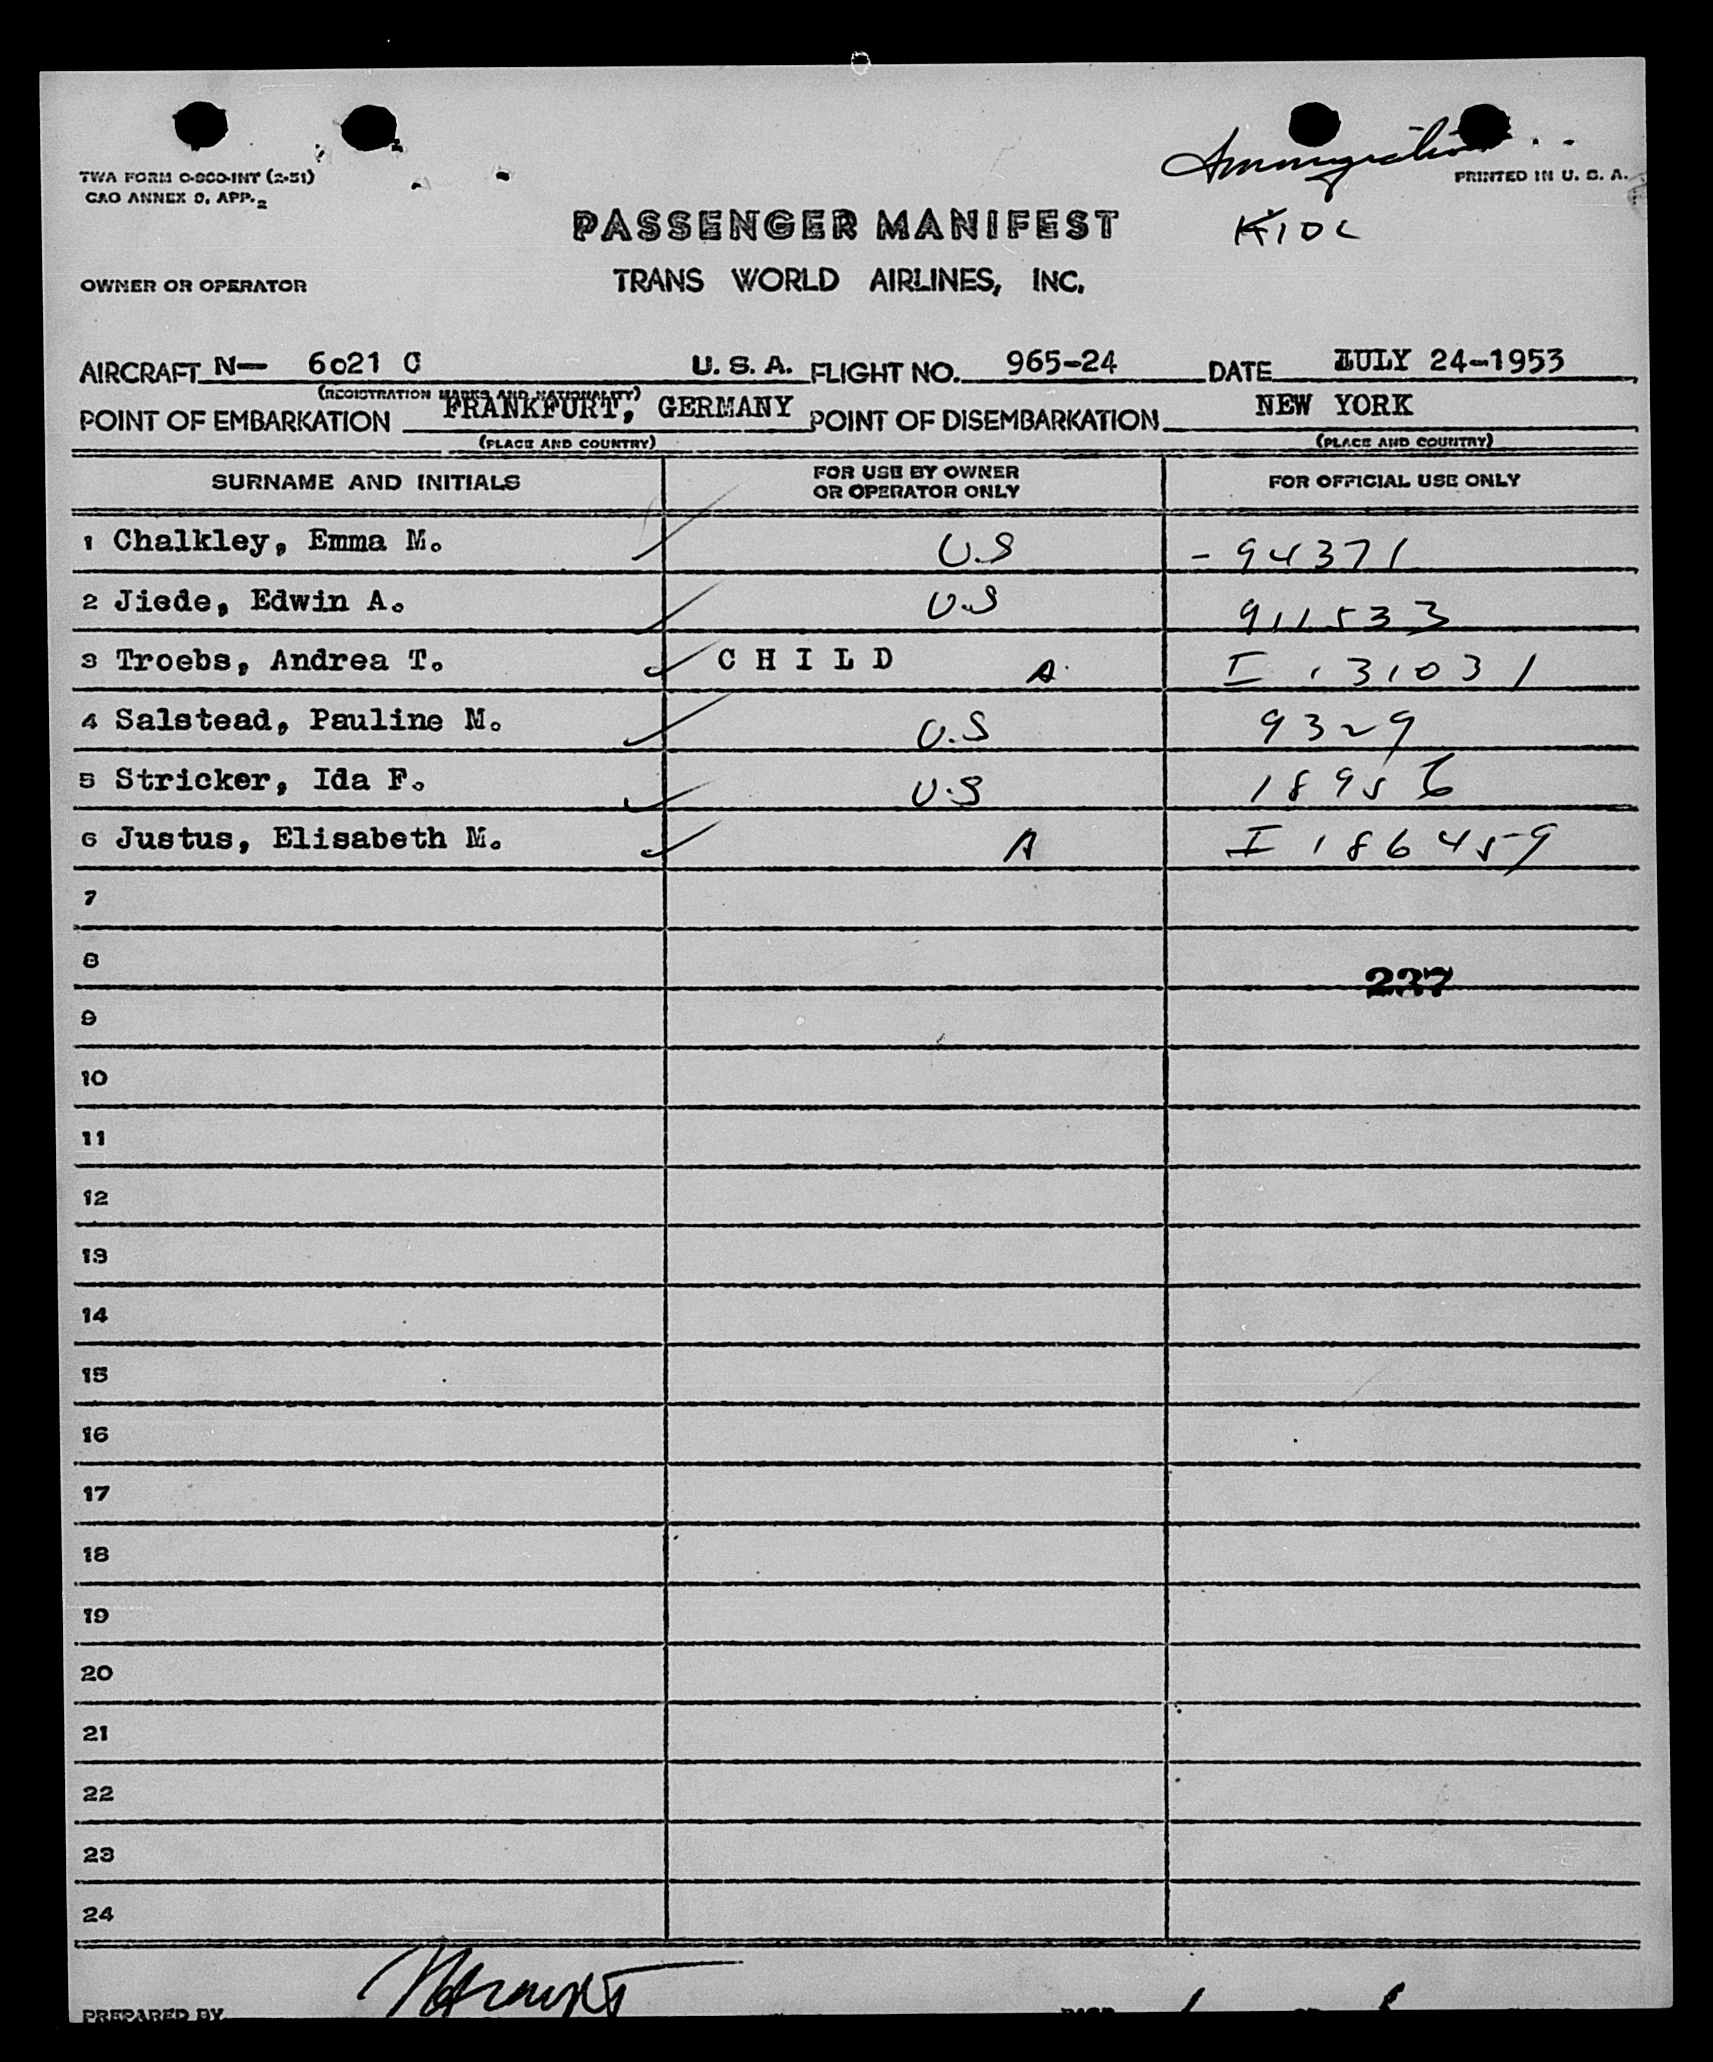 Immigration
TWA FORM O-8CO-INT (2-51)
PRINTED IN U. S. A.
CAO ANNEX 9, APP. 2
PASSENGER MANIFEST
KIDL
OWNER OR OPERATOR
TRANS WORLD AIRLINES, INC.
AIRCRAFT N— 6021 C U. S. A. FLIGHT NO. 965-24 DATE JULY 24-1953
(REGISTRATION MARKS AND NATIONALITY)
POINT OF EMBARKATION FRANKFURT, GERMANY POINT OF DISEMBARKATION NEW YORK
(PLACE AND COUNTRY) (PLACE AND COUNTRY)
SURNAME AND INITIALS FOR USE BY OWNER OR OPERATOR ONLY FOR OFFICIAL USE ONLY
1 Chalkley, Emma M. U.S - 94371
2 Jiede, Edwin A. U.S 911533
3 Troebs, Andrea T. CHILD A. I 131031
4 Salstead, Pauline M. U.S 9329
5 Stricker, Ida F. U.S 18956
6 Justus, Elisabeth M. A I 186459
7
8
237
9
10
11
12
13
14
15
16
17
18
19
20
21
22
23
24
PREPARED BY PAGE 1 OF